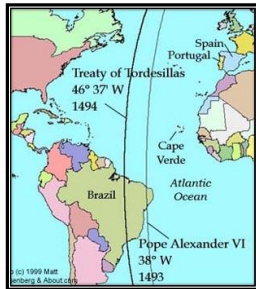 Spain
Portugal
Treaty of Tordesillas
46° 37' W
1494
Cape
Verde
Brazil
Atlantic
Ocean
Pope Alexander VI
38° W
1493
(c) 1999 Matt
enberg & About.com